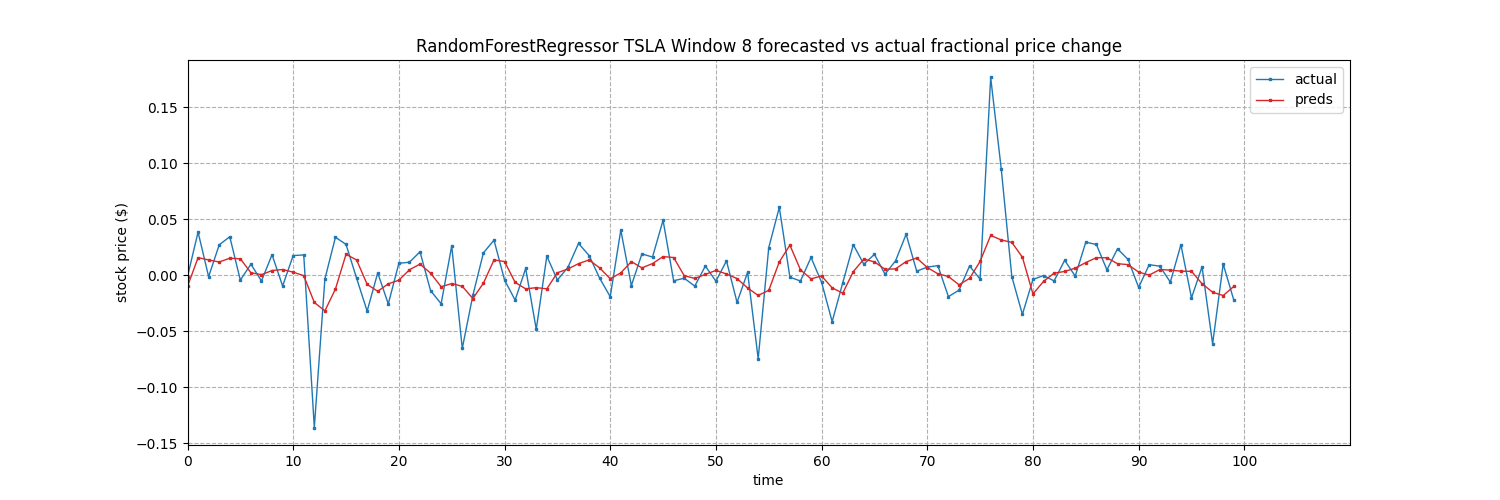 RandomForestRegressor TSLA Window 8 forecasted vs actual fractional price change
actual
preds
0.15
0.10
0.05
0.00
−0.05
−0.10
−0.15
stock price ($)
0 10 20 30 40 50 60 70 80 90 100
time